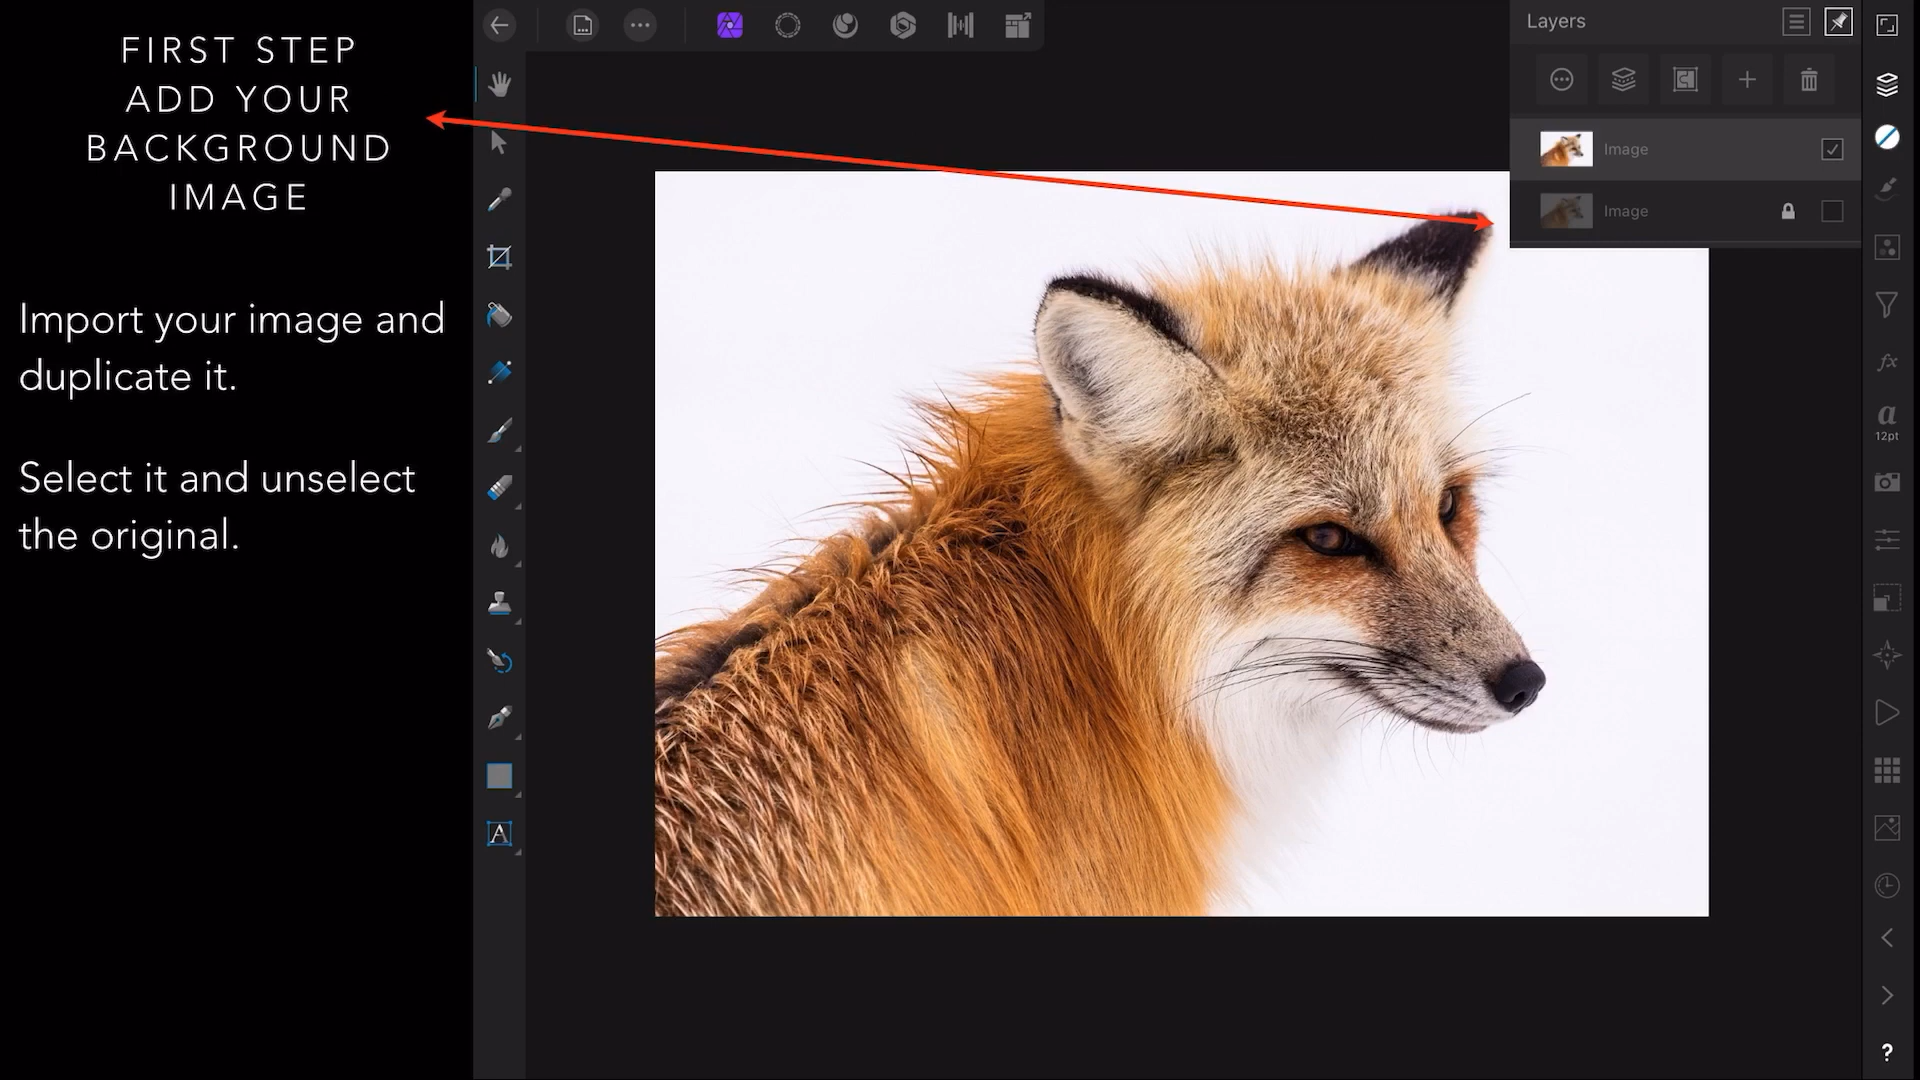 FIRST STEP
ADD YOUR
BACKGROUND
IMAGE
Import your image and
duplicate it.
Select it and unselect
the original.
Layers
Image
Image
fx
a
12pt
A
?